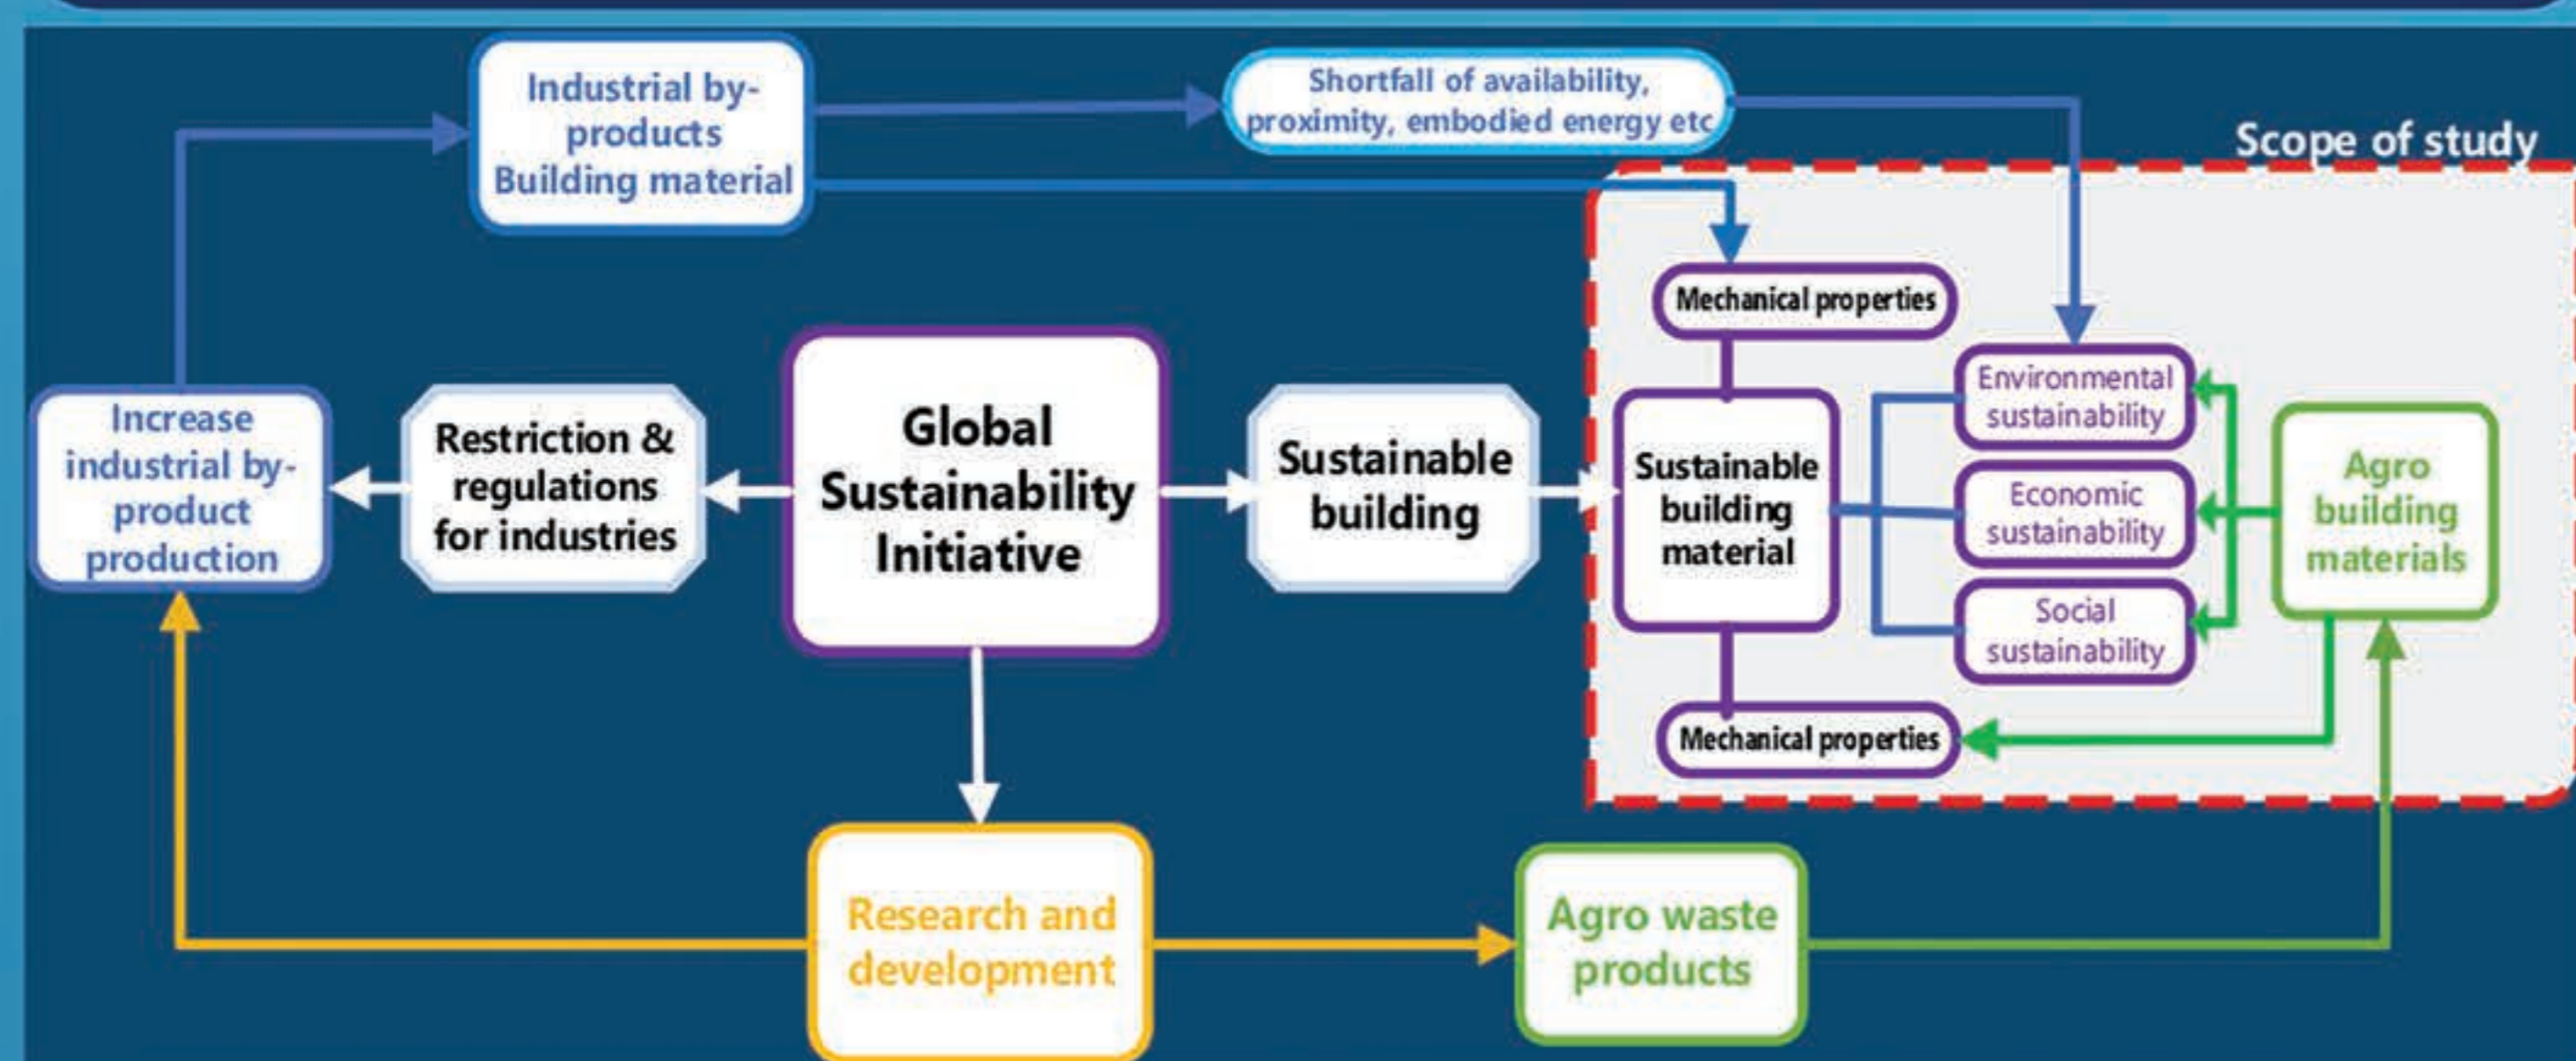 Industrial by-
products
Building material
Shortfall of availability,
proximity, embodied energy etc
Scope of study
Mechanical properties
Increase
industrial by-
product
production
Restriction &
regulations
for industries
Global
Sustainability
Initiative
Sustainable
building
Sustainable
building
material
Environmental
sustainability
Economic
sustainability
Social
sustainability
Agro
building
materials
Mechanical properties
Research and
development
Agro waste
products